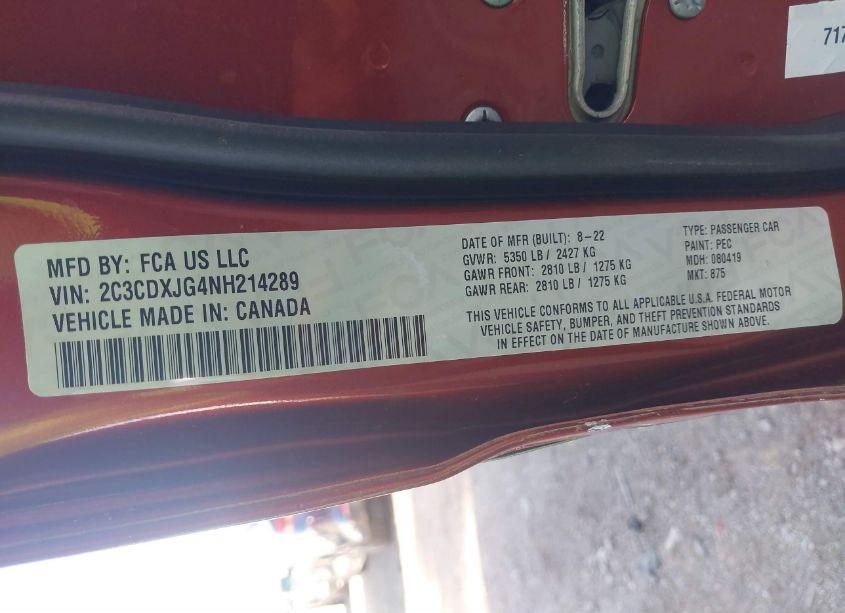 717
MFD BY: FCA US LLC
VIN: 2C3CDXJG4NH214289
VEHICLE MADE IN: CANADA
DATE OF MFR (BUILT): 8-22
GVWR: 5350 LB / 2427 KG
GAWR FRONT: 2810 LB / 1275 KG
GAWR REAR: 2810 LB / 1275 KG
TYPE: PASSENGER CAR
PAINT: PEC
MDH: 080419
MKT: 875
THIS VEHICLE CONFORMS TO ALL APPLICABLE U.S.A. FEDERAL MOTOR
VEHICLE SAFETY, BUMPER, AND THEFT PREVENTION STANDARDS
IN EFFECT ON THE DATE OF MANUFACTURE SHOWN ABOVE.